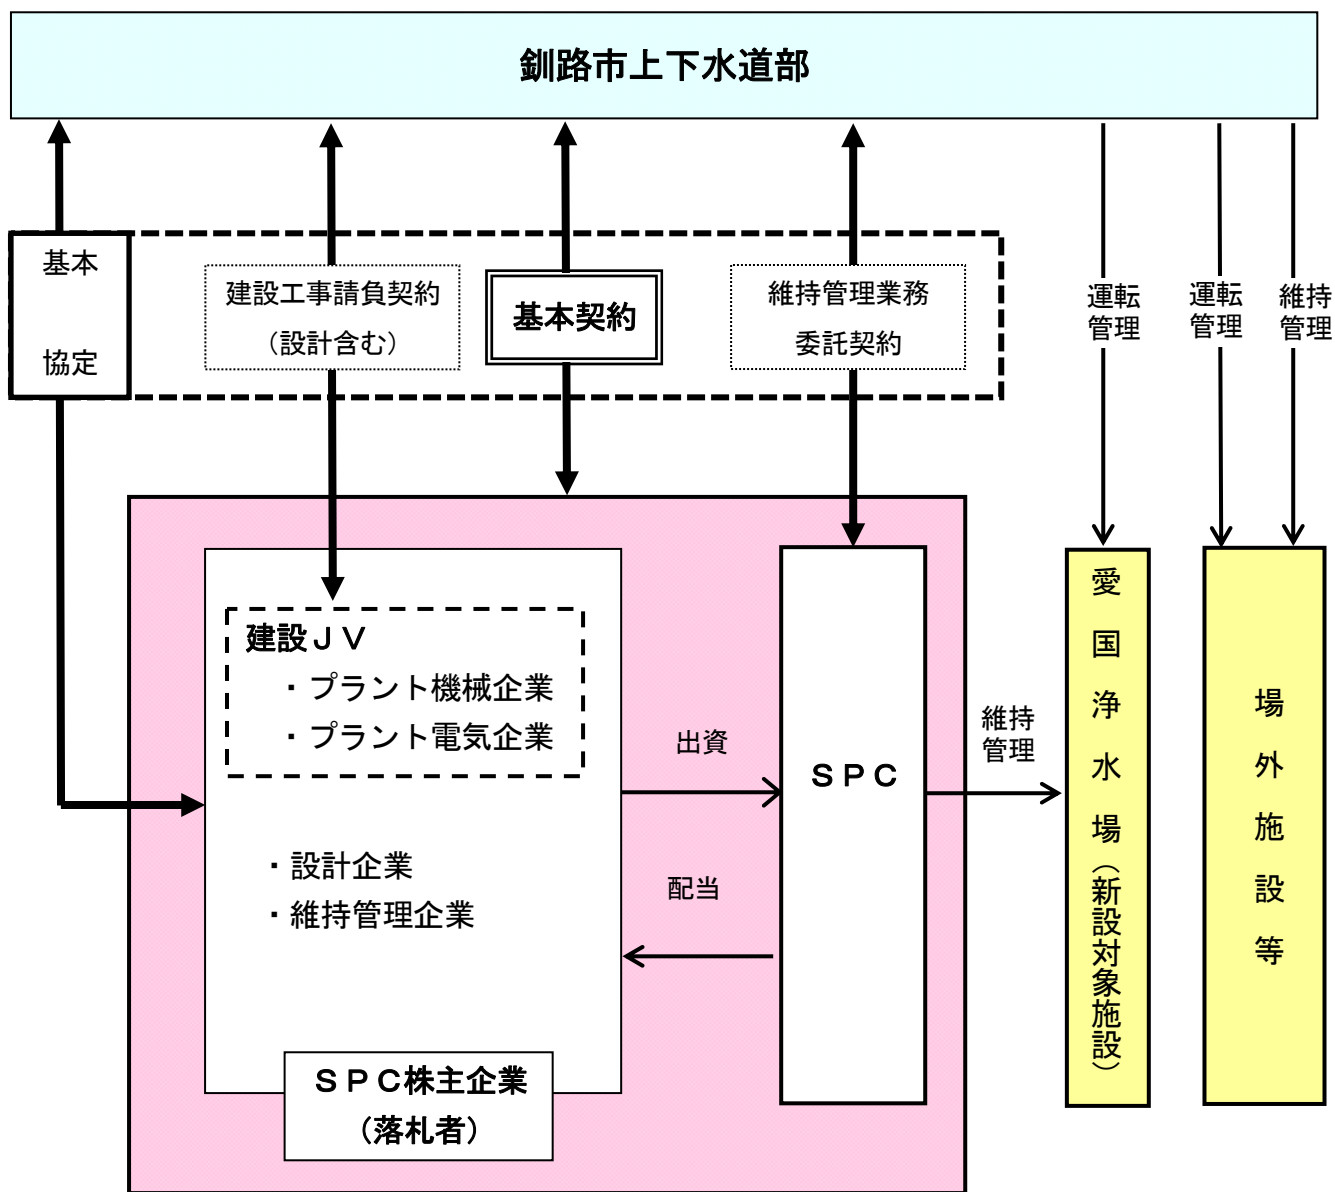 釧路市上下水道部
基本
協定
建設工事請負契約
（設計含む）
基本契約
維持管理業務
委託契約
運転
管理
運転
管理
維持
管理
建設ＪＶ
・プラント機械企業
・プラント電気企業
・設計企業
・維持管理企業
出資
配当
ＳＰＣ
維持
管理
愛国浄水場（新設対象施設）
場外施設等
ＳＰＣ株主企業
（落札者）